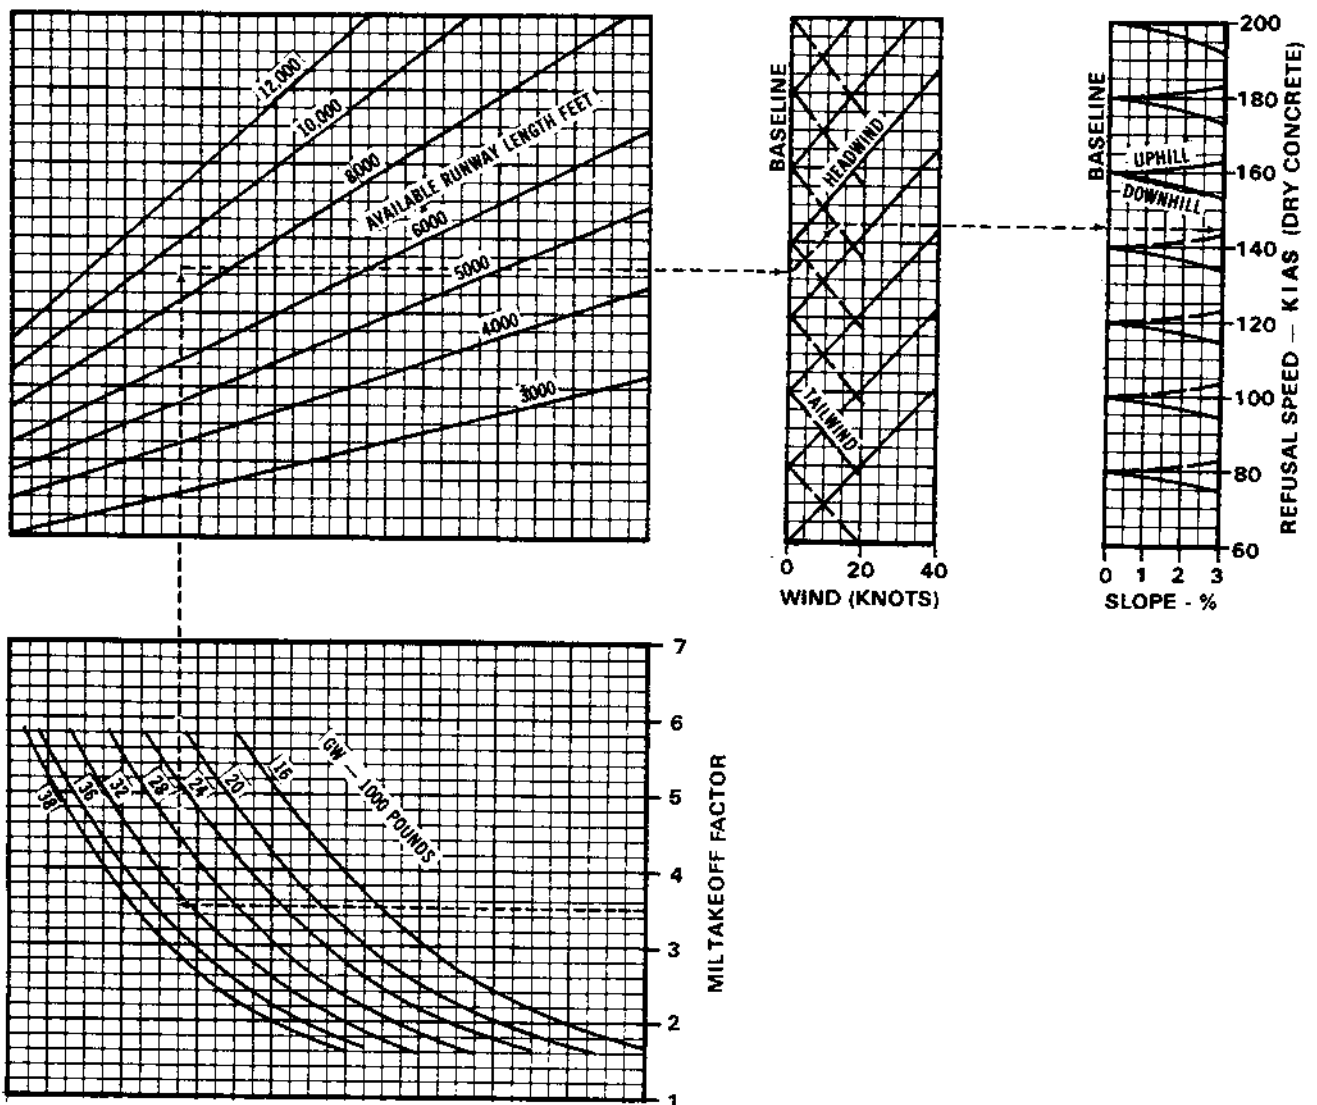 12,000
10,000
8000
AVAILABLE RUNWAY LENGTH FEET
6000
5000
4000
3000
BASELINE
HEADWIND
TAILWIND
0 20 40
WIND (KNOTS)
BASELINE
UPHILL
DOWNHILL
200
180
160
140
120
100
80
60
REFUSAL SPEED — KIAS (DRY CONCRETE)
0 1 2 3
SLOPE - %
38 36 32 28 24 20 16
GW — 1000 POUNDS
7
6
5
4
3
2
1
MIL TAKEOFF FACTOR